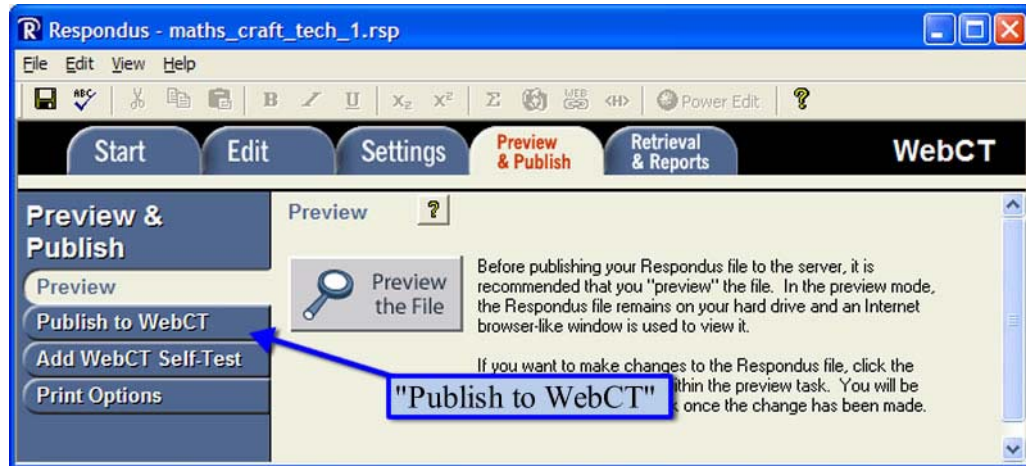 Respondus - maths_craft_tech_1.rsp
File Edit View Help
ABC B I U X₂ X² Σ WEB <H> Power Edit ?
Start Edit Settings Preview & Publish Retrieval & Reports WebCT
Preview & Publish
Preview
Publish to WebCT
Add WebCT Self-Test
Print Options
Preview ?
Preview the File
Before publishing your Respondus file to the server, it is
recommended that you "preview" the file. In the preview mode,
the Respondus file remains on your hard drive and an Internet
browser-like window is used to view it.
If you want to make changes to the Respondus file, click the
thin the preview task. You will be
once the change has been made.
"Publish to WebCT"